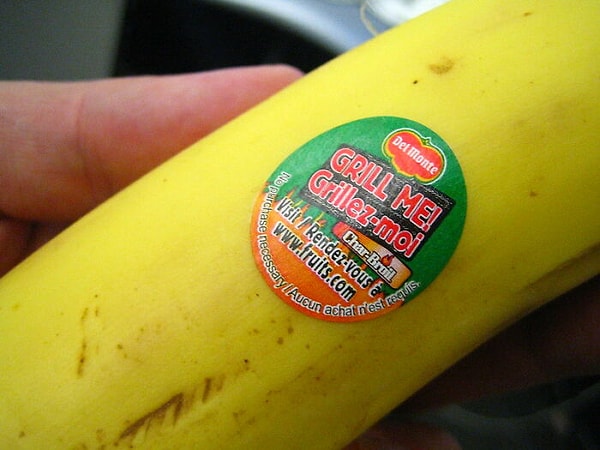 Del Monte
GRILL ME!
Grillez-moi
Char-Broil
Visit / Rendez-vous à
www.fruits.com
No purchase necessary/Aucun achat n'est requis.